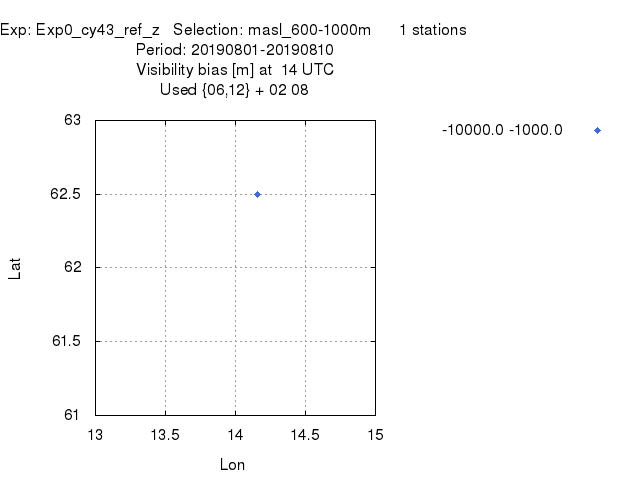 Exp: Exp0_cy43_ref_z   Selection: masl_600-1000m      1 stations
Period: 20190801-20190810
Visibility bias [m] at  14 UTC
Used {06,12} + 02 08
-10000.0 -1000.0
63
62.5
62
61.5
61
Lat
13 13.5 14 14.5 15
Lon